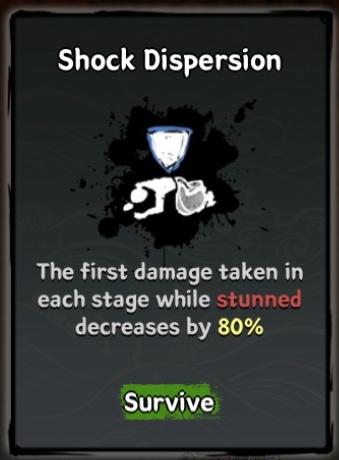 Shock Dispersion
The first damage taken in
each stage while stunned
decreases by 80%
Survive